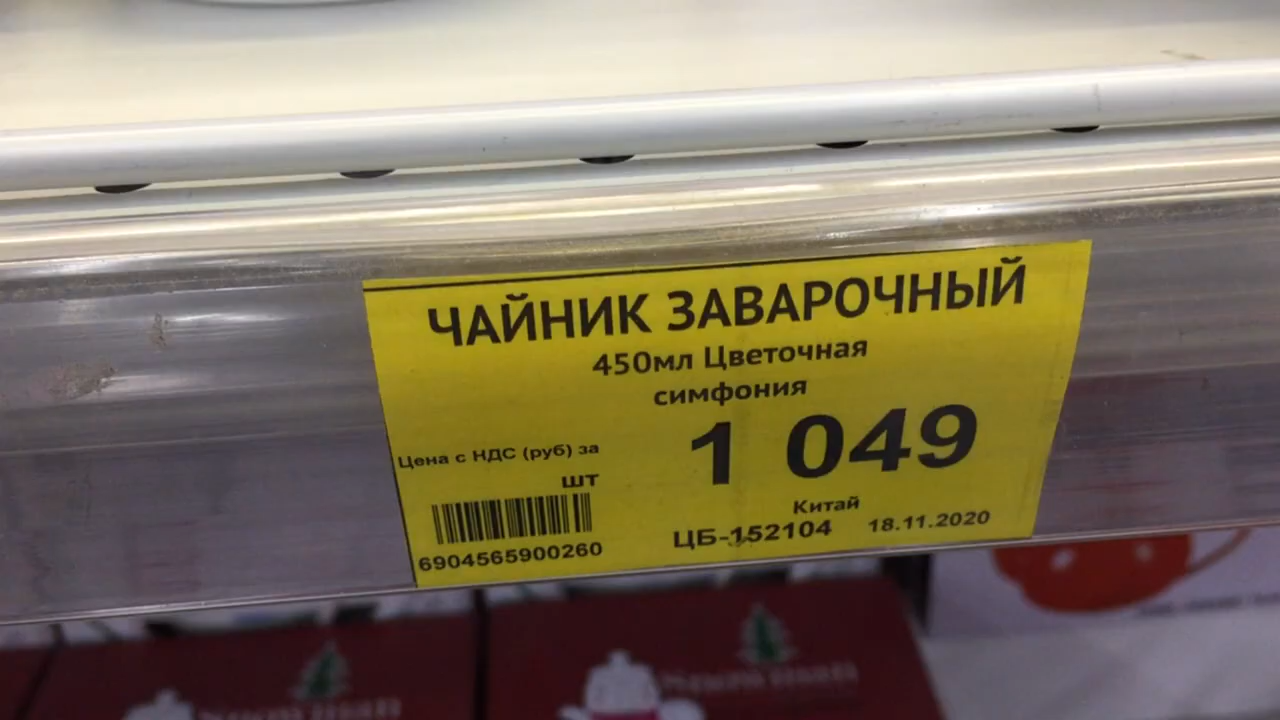 ЧАЙНИК ЗАВАРОЧНЫЙ
450мл Цветочная
симфония
1 049
Цена с НДС (руб) за
шт
Китай
6904565900260
ЦБ-152104
18.11.2020